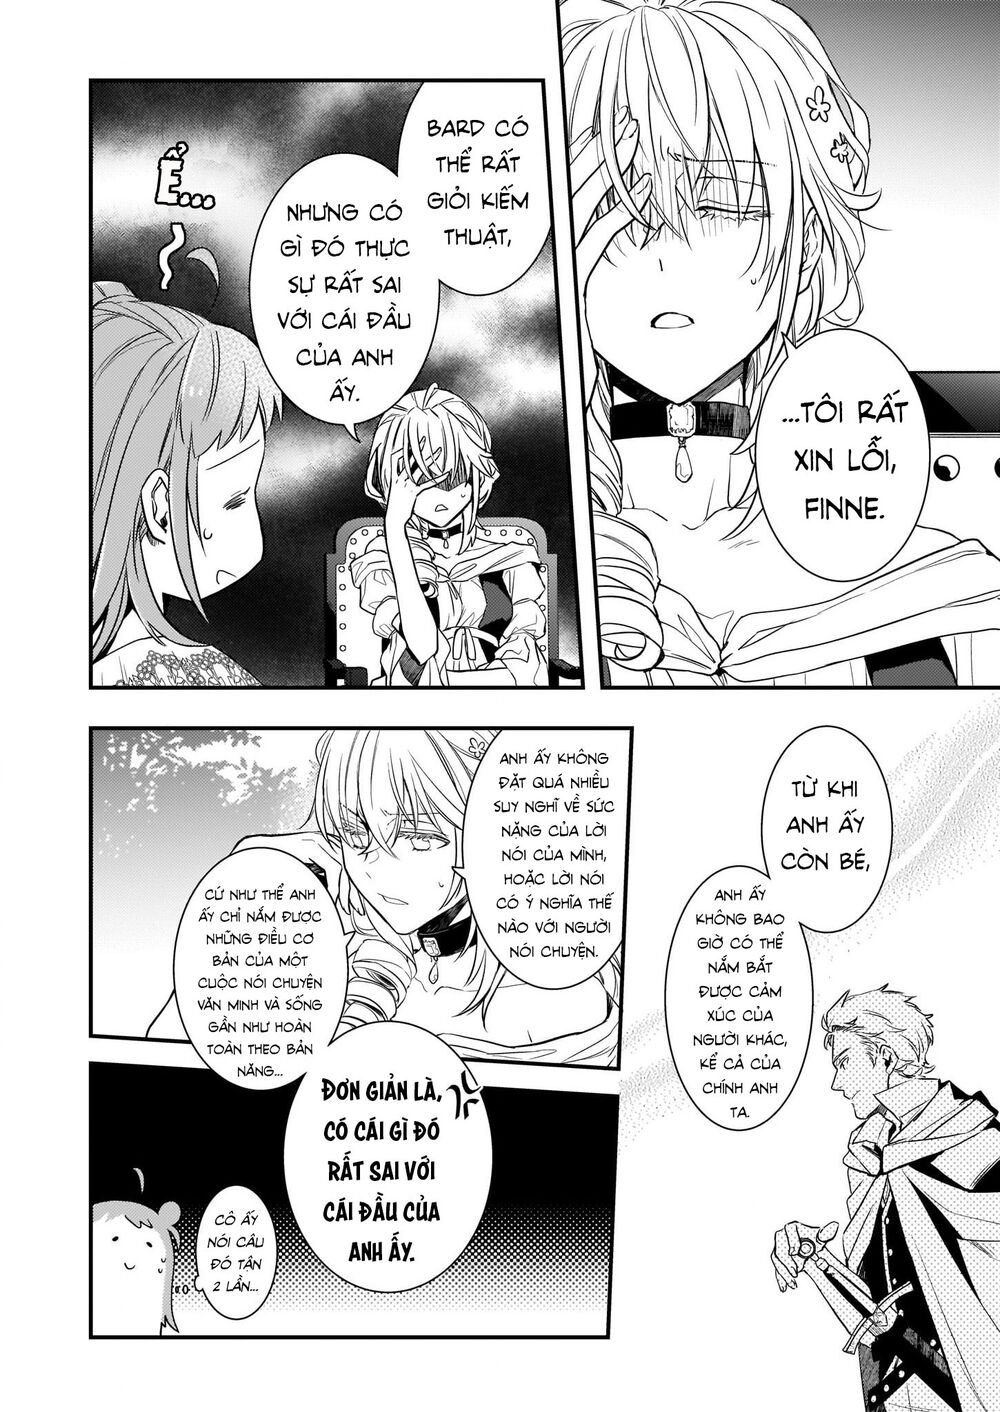 ...TÔI RẤT
XIN LỖI,
FINNE.
BARD CÓ
THỂ RẤT
GIỎI KIẾM
THUẬT,
NHƯNG CÓ
GÌ ĐÓ THỰC
SỰ RẤT SAI
VỚI CÁI ĐẦU
CỦA ANH
ẤY.
Ể...
TỪ KHI
ANH ẤY
CÒN BÉ,
ANH ẤY
KHÔNG BAO
GIỜ CÓ THỂ
NẮM BẮT
ĐƯỢC CẢM
XÚC CỦA
NGƯỜI KHÁC,
KỂ CẢ CỦA
CHÍNH ANH
TA.
ANH ẤY KHÔNG
ĐẶT QUÁ NHIỀU
SUY NGHĨ VỀ SỨC
NẶNG CỦA LỜI
NÓI CỦA MÌNH,
HOẶC LỜI NÓI
CÓ Ý NGHĨA THẾ
NÀO VỚI NGƯỜI
NÓI CHUYỆN.
CỨ NHƯ THỂ ANH
ẤY CHỈ NẮM ĐƯỢC
NHỮNG ĐIỀU CƠ
BẢN CỦA MỘT
CUỘC NÓI CHUYỆN
VĂN MINH VÀ SỐNG
GẦN NHƯ HOÀN
TOÀN THEO BẢN
NĂNG...
ĐƠN GIẢN LÀ,
CÓ CÁI GÌ ĐÓ
RẤT SAI VỚI
CÁI ĐẦU CỦA
ANH ẤY.
CÔ ẤY
NÓI CÂU
ĐÓ TẬN
2 LẦN...